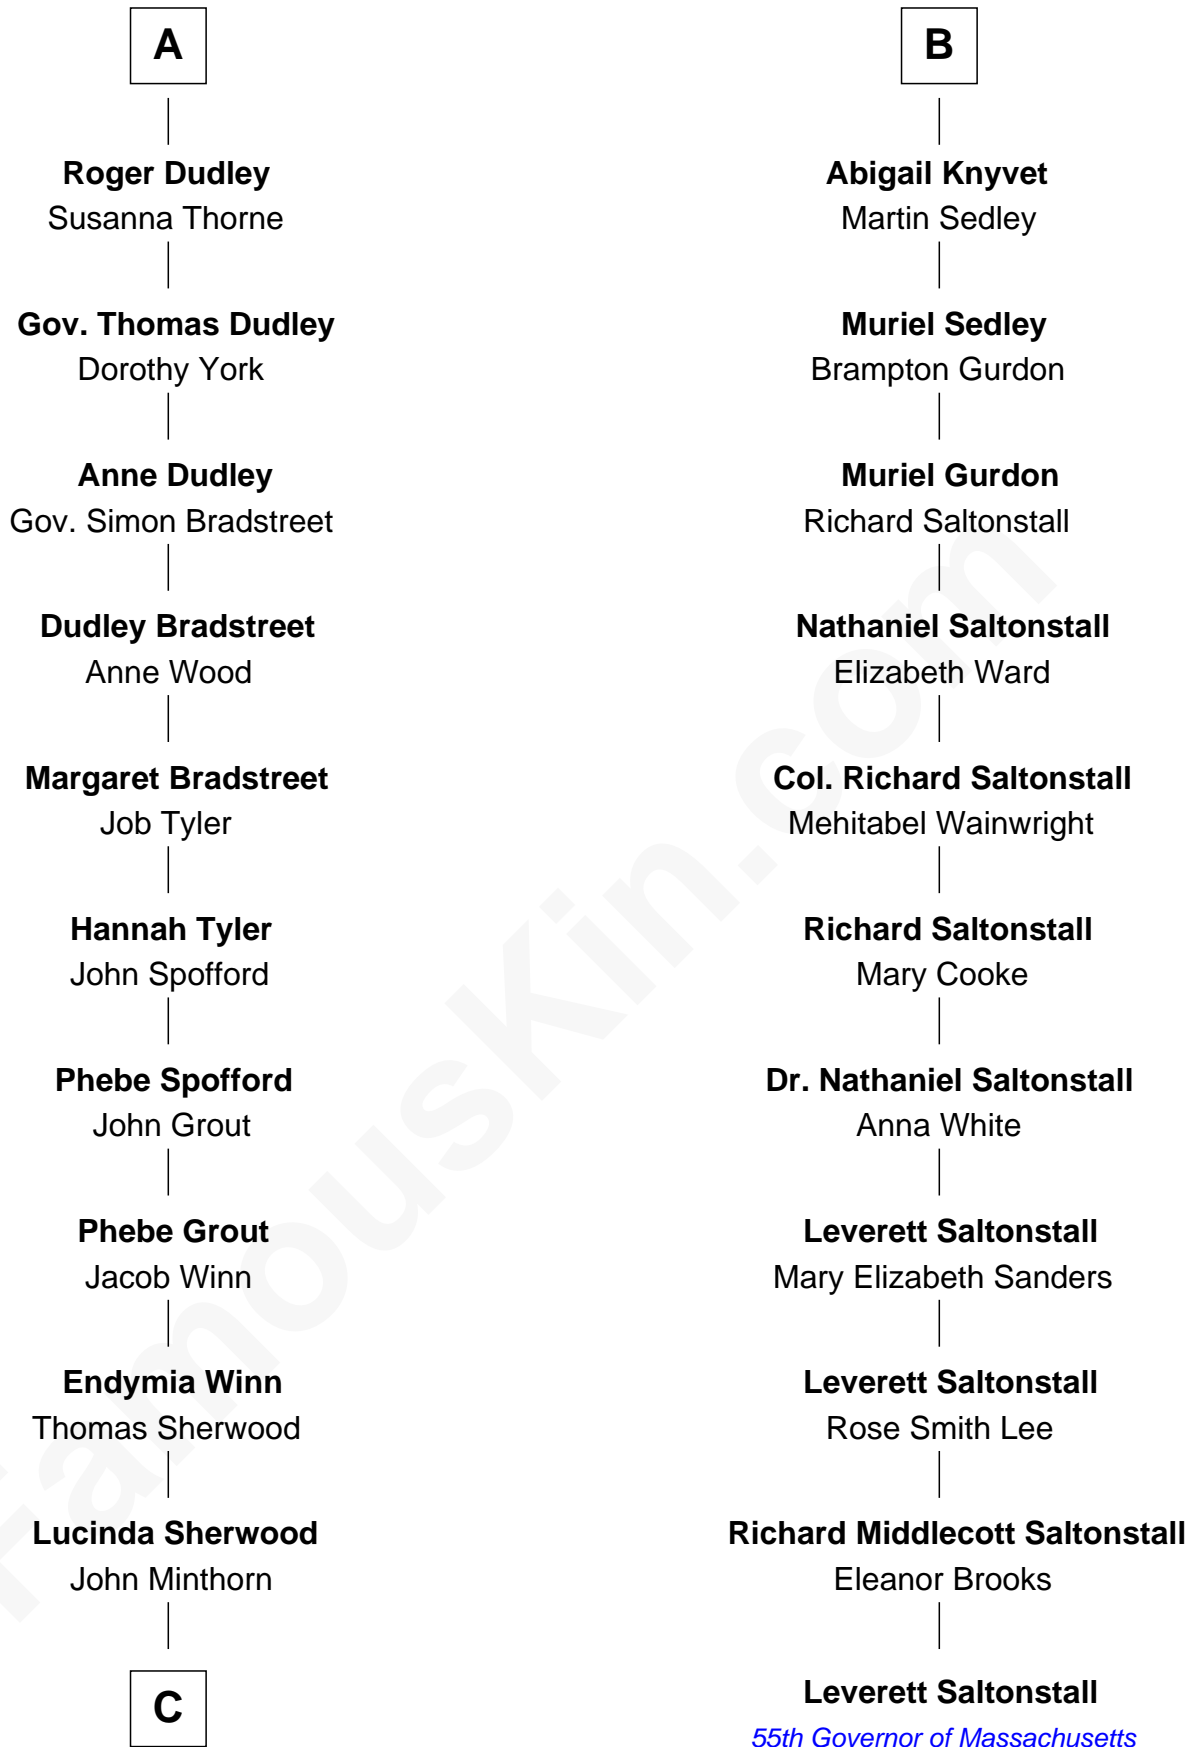 A
Roger Dudley
Susanna Thorne
Gov. Thomas Dudley
Dorothy York
Anne Dudley
Gov. Simon Bradstreet
Dudley Bradstreet
Anne Wood
Margaret Bradstreet
Job Tyler
Hannah Tyler
John Spofford
Phebe Spofford
John Grout
Phebe Grout
Jacob Winn
Endymia Winn
Thomas Sherwood
Lucinda Sherwood
John Minthorn
C
B
Abigail Knyvet
Martin Sedley
Muriel Sedley
Brampton Gurdon
Muriel Gurdon
Richard Saltonstall
Nathaniel Saltonstall
Elizabeth Ward
Col. Richard Saltonstall
Mehitabel Wainwright
Richard Saltonstall
Mary Cooke
Dr. Nathaniel Saltonstall
Anna White
Leverett Saltonstall
Mary Elizabeth Sanders
Leverett Saltonstall
Rose Smith Lee
Richard Middlecott Saltonstall
Eleanor Brooks
Leverett Saltonstall
55th Governor of Massachusetts
FamousKin.com